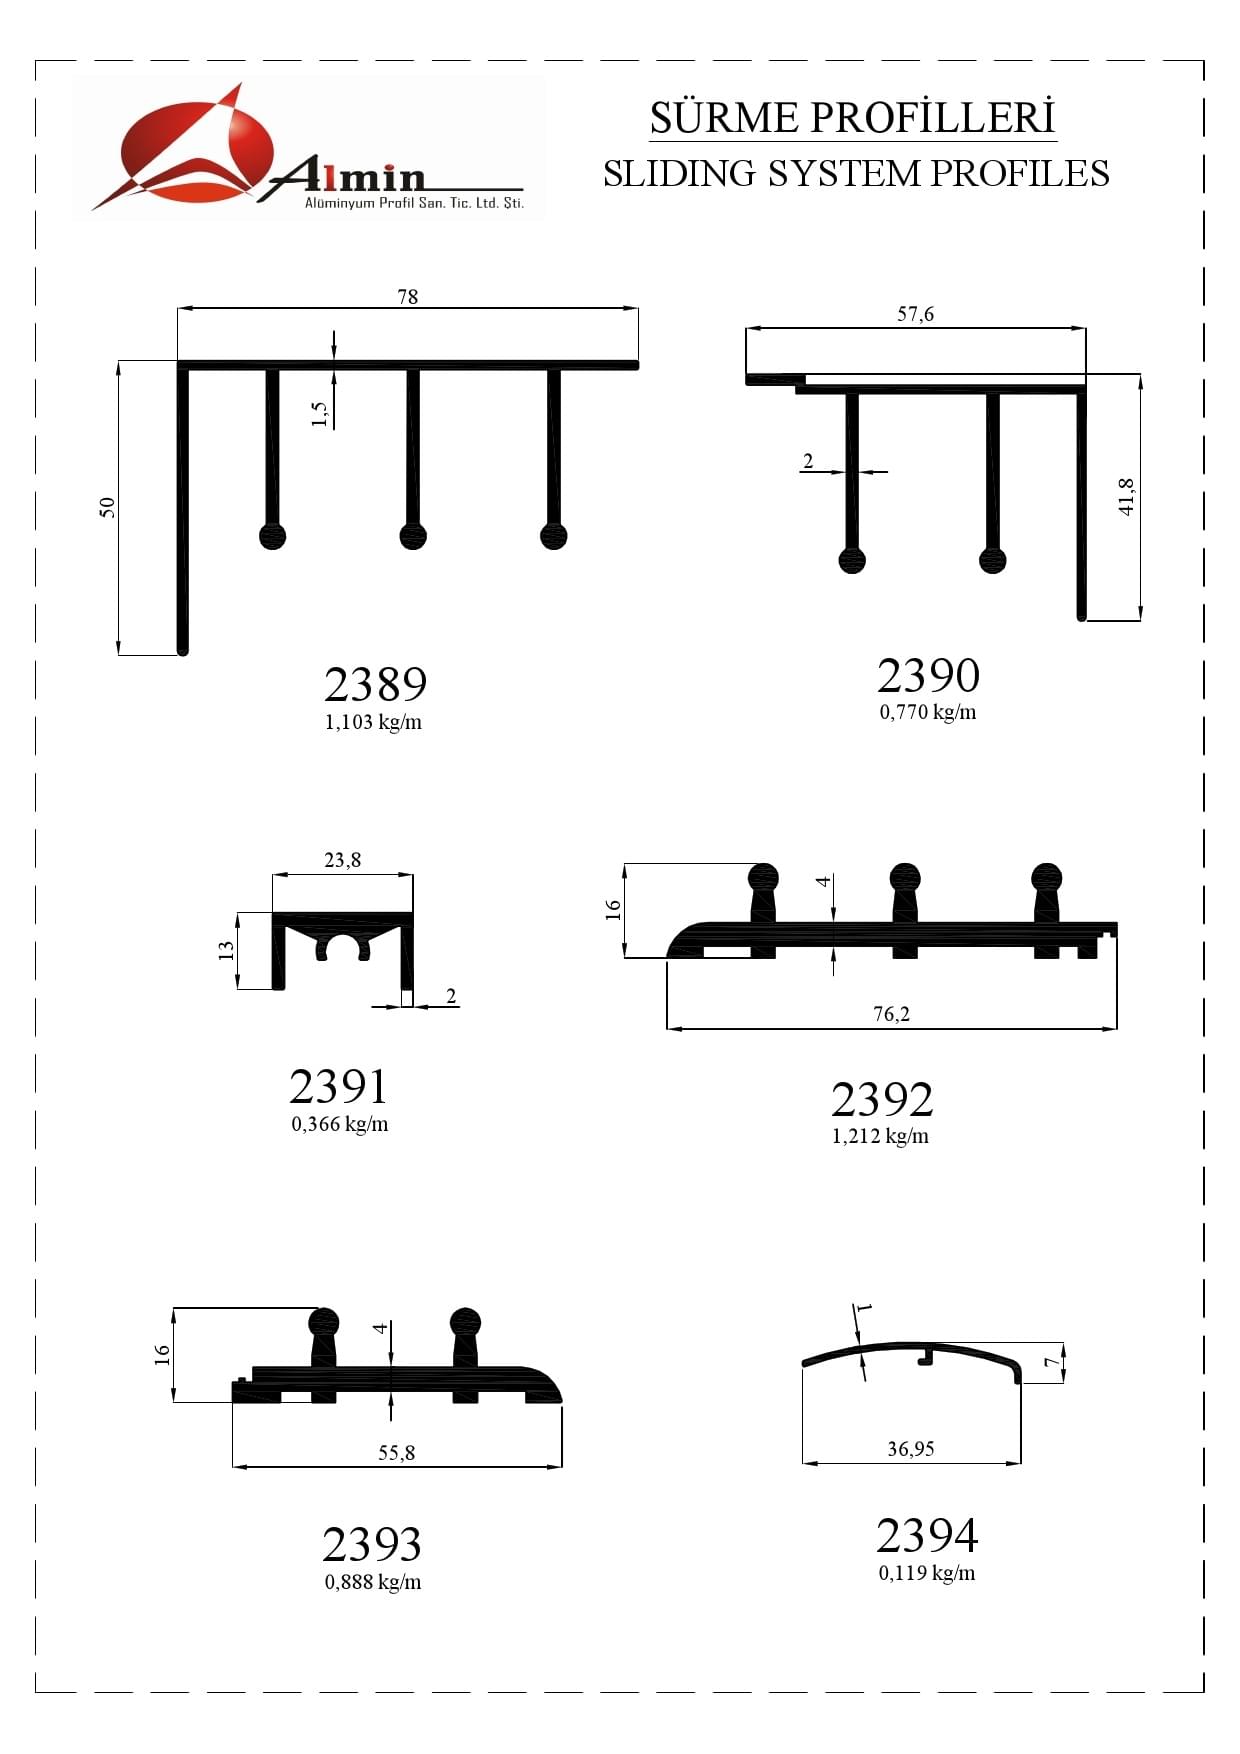 Almin
Alüminyum Profil San. Tic. Ltd. Şti.
SÜRME PROFİLLERİ
SLIDING SYSTEM PROFILES
78
1,5
50
2389
1,103 kg/m
57,6
2
41,8
2390
0,770 kg/m
23,8
13
2
2391
0,366 kg/m
16
4
76,2
2392
1,212 kg/m
16
4
55,8
2393
0,888 kg/m
1
7
36,95
2394
0,119 kg/m